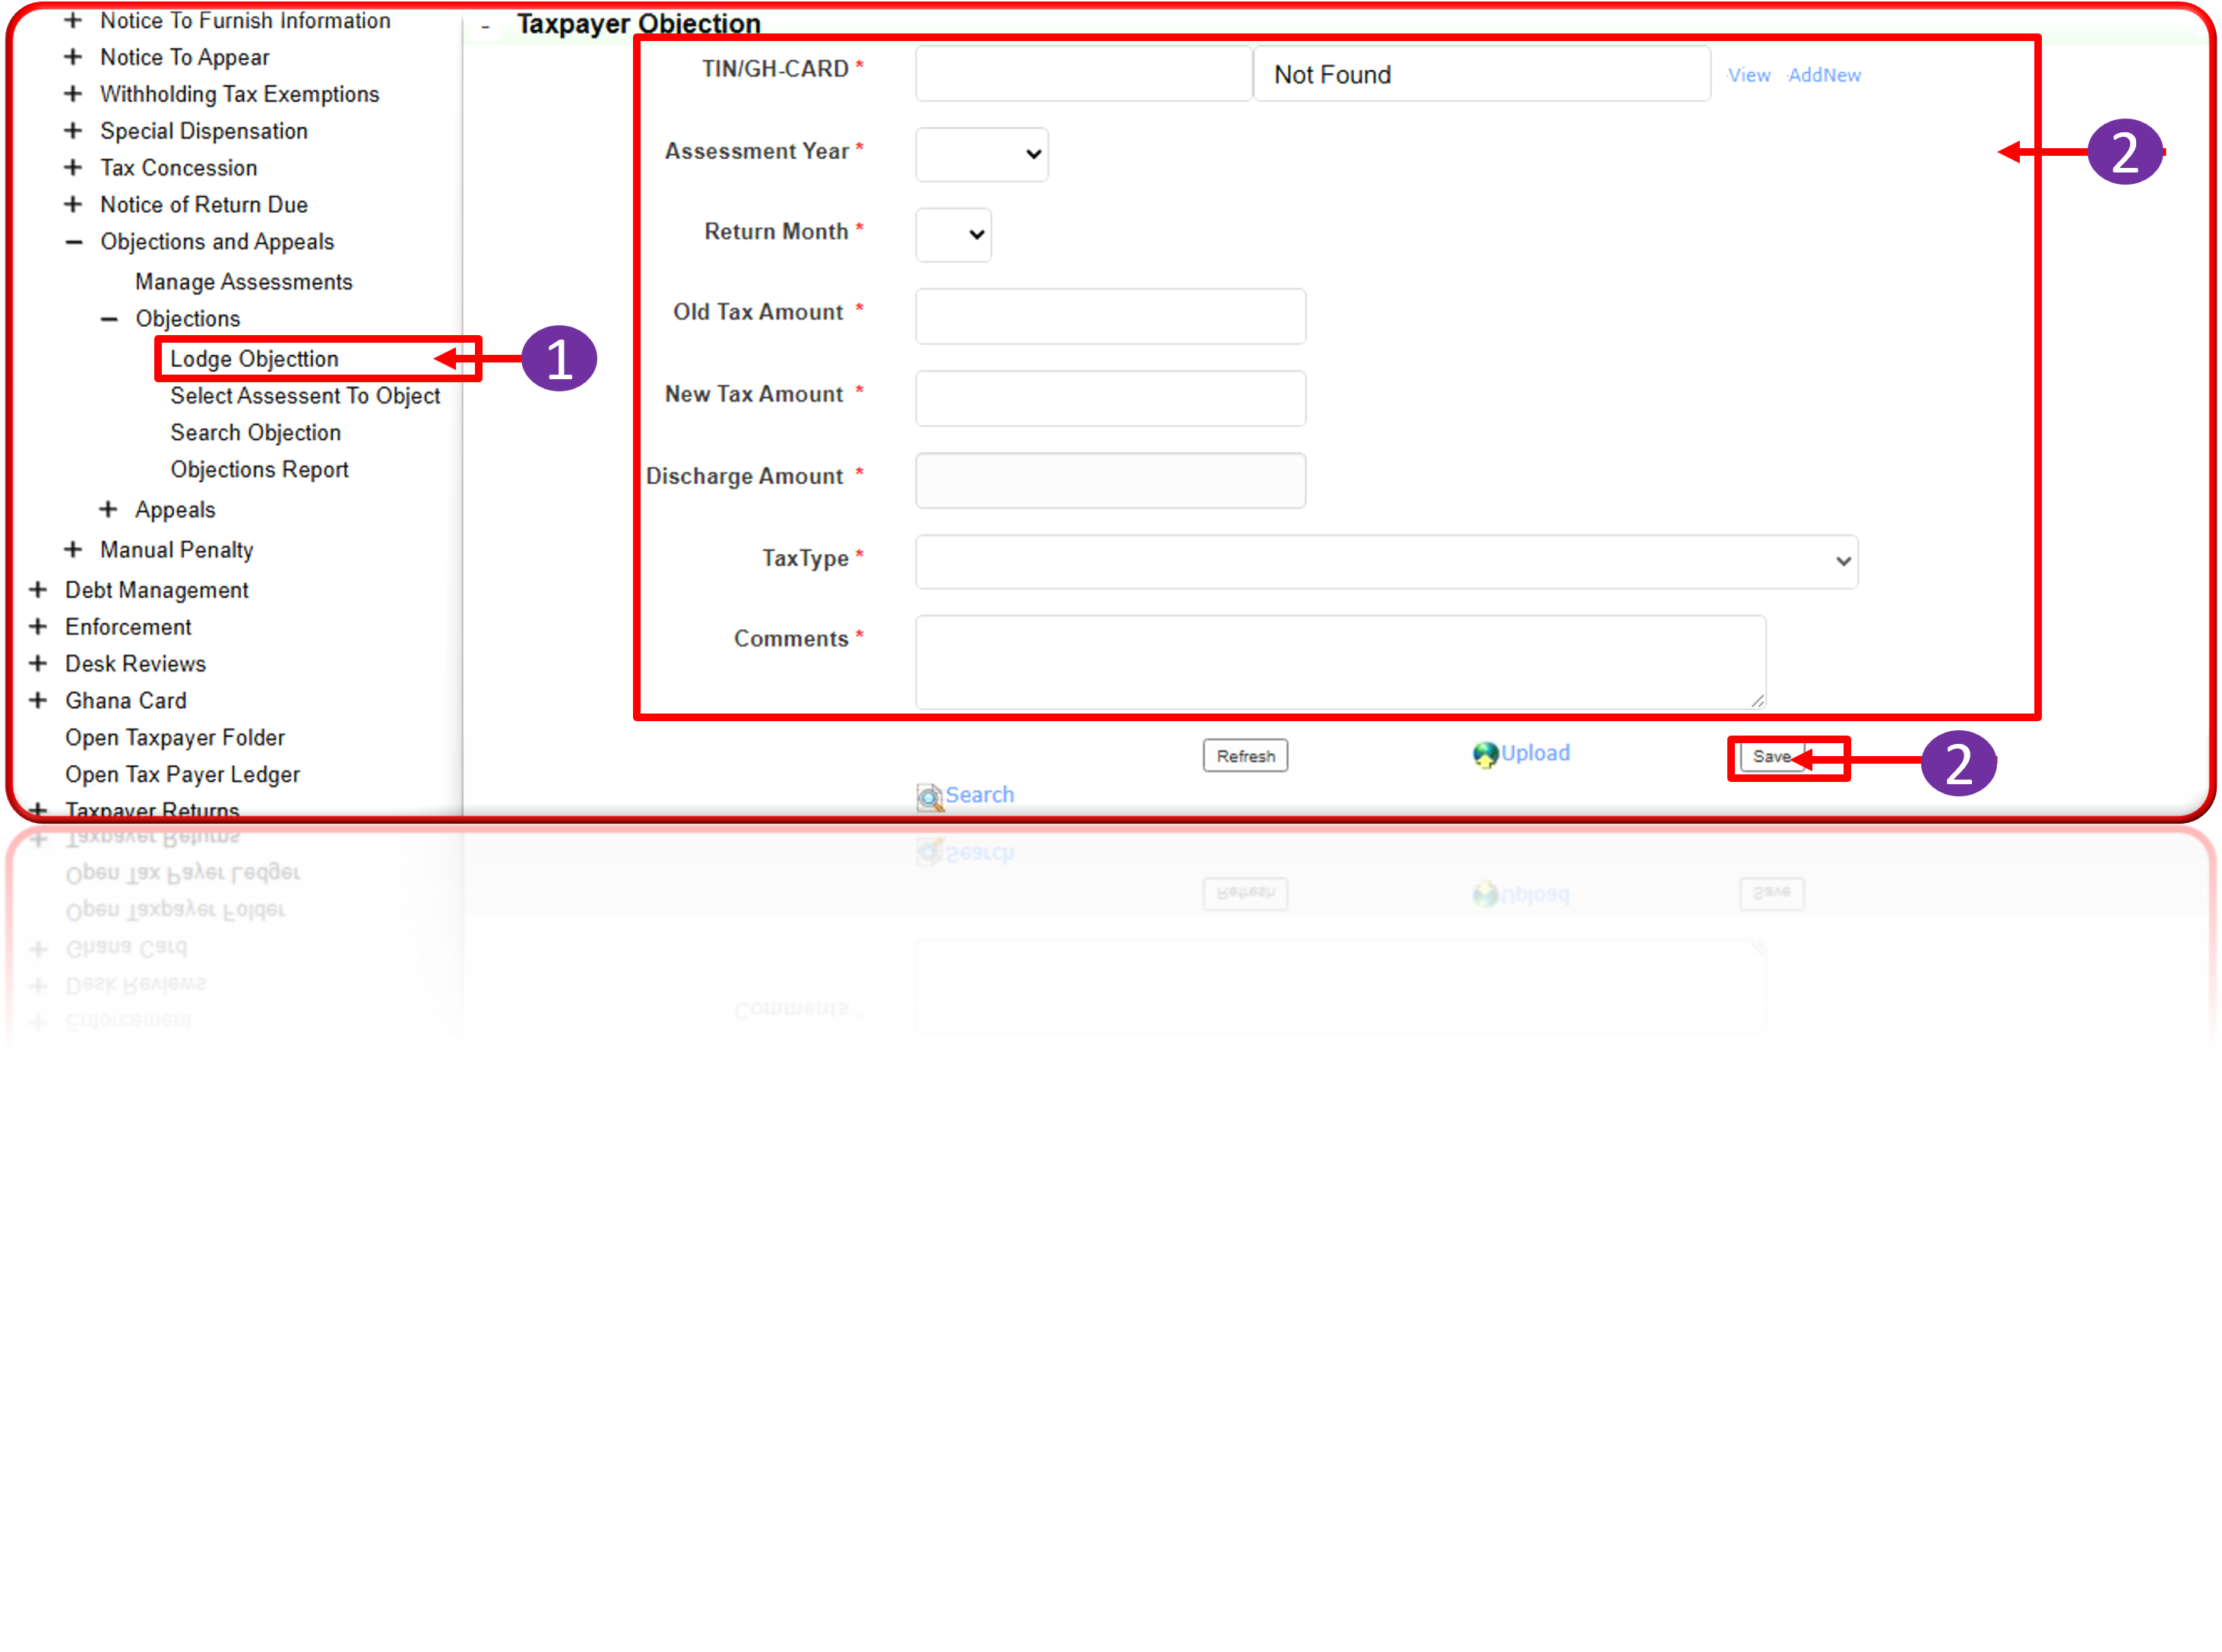 Notice To Furnish Information
Notice To Appear
Withholding Tax Exemptions
Special Dispensation
Tax Concession
Notice of Return Due
Objections and Appeals
Manage Assessments
Objections
Lodge Objecttion
Select Assessent To Object
Search Objection
Objections Report
Appeals
Manual Penalty
Debt Management
Enforcement
Desk Reviews
Ghana Card
Open Taxpayer Folder
Open Tax Payer Ledger
Taxpayer Returns
1
- Taxpayer Objection
TIN/GH-CARD * Not Found View AddNew
Assessment Year *
2
Return Month *
Old Tax Amount *
New Tax Amount *
Discharge Amount *
TaxType *
Comments *
Refresh Upload Save
2
Search